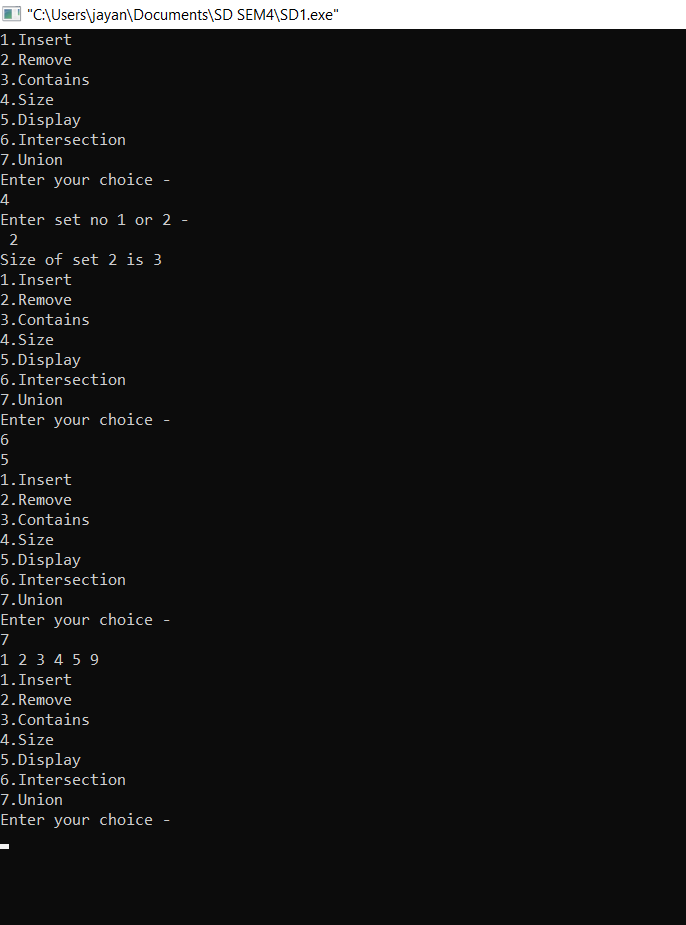 "C:\Users\jayan\Documents\SD SEM4\SD1.exe"
1.Insert
2.Remove
3.Contains
4.Size
5.Display
6.Intersection
7.Union
Enter your choice -
4
Enter set no 1 or 2 -
 2
Size of set 2 is 3
1.Insert
2.Remove
3.Contains
4.Size
5.Display
6.Intersection
7.Union
Enter your choice -
6
5
1.Insert
2.Remove
3.Contains
4.Size
5.Display
6.Intersection
7.Union
Enter your choice -
7
1 2 3 4 5 9
1.Insert
2.Remove
3.Contains
4.Size
5.Display
6.Intersection
7.Union
Enter your choice -